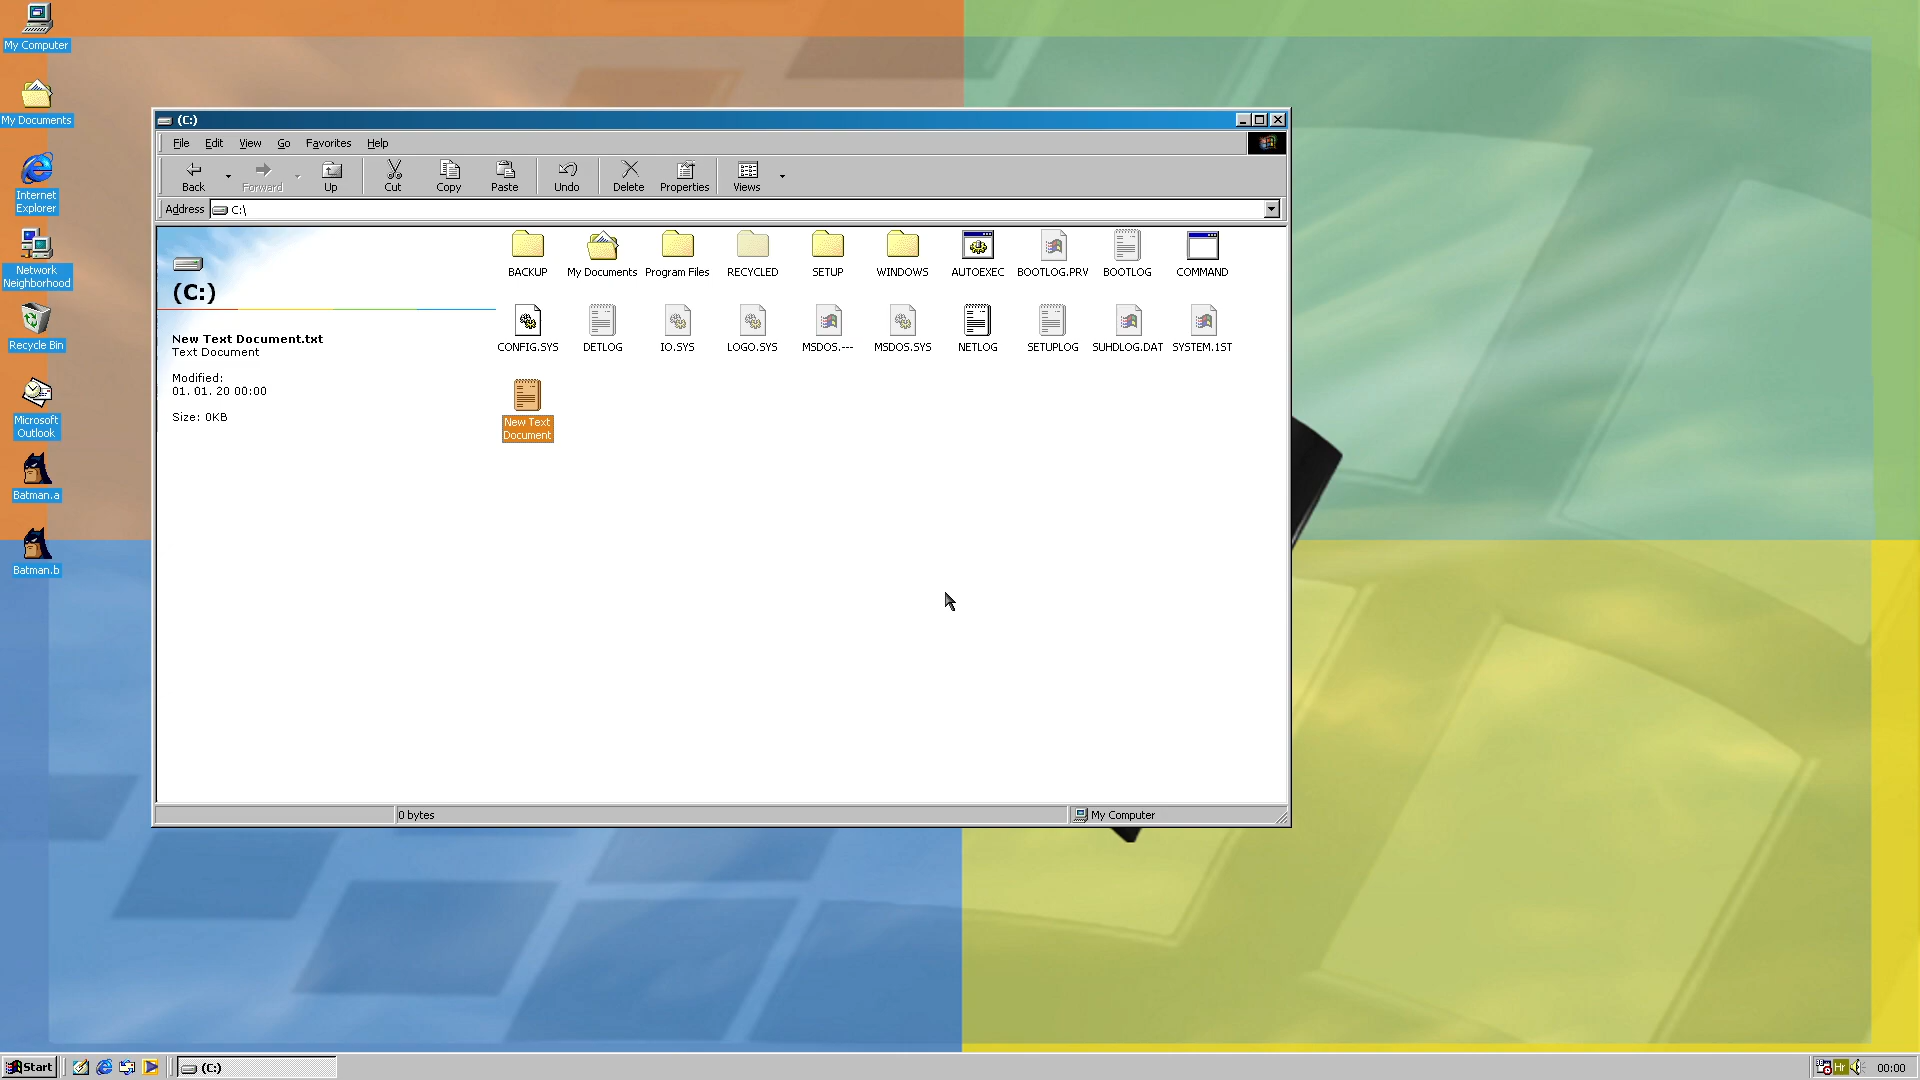 My Computer
My Documents
Internet
Explorer
Network
Neighborhood
Recycle Bin
Microsoft
Outlook
Batman.a
Batman.b
(C:)
File Edit View Go Favorites Help
Back Forward Up Cut Copy Paste Undo Delete Properties Views
Address C:\
(C:)
New Text Document.txt
Text Document
Modified:
01. 01. 20 00:00
Size: 0KB
BACKUP My Documents Program Files RECYCLED SETUP WINDOWS AUTOEXEC BOOTLOG.PRV BOOTLOG COMMAND
CONFIG.SYS DETLOG IO.SYS LOGO.SYS MSDOS.--- MSDOS.SYS NETLOG SETUPLOG SUHDLOG.DAT SYSTEM.1ST
New Text
Document
0 bytes My Computer
Start (C:) Hr 00:00